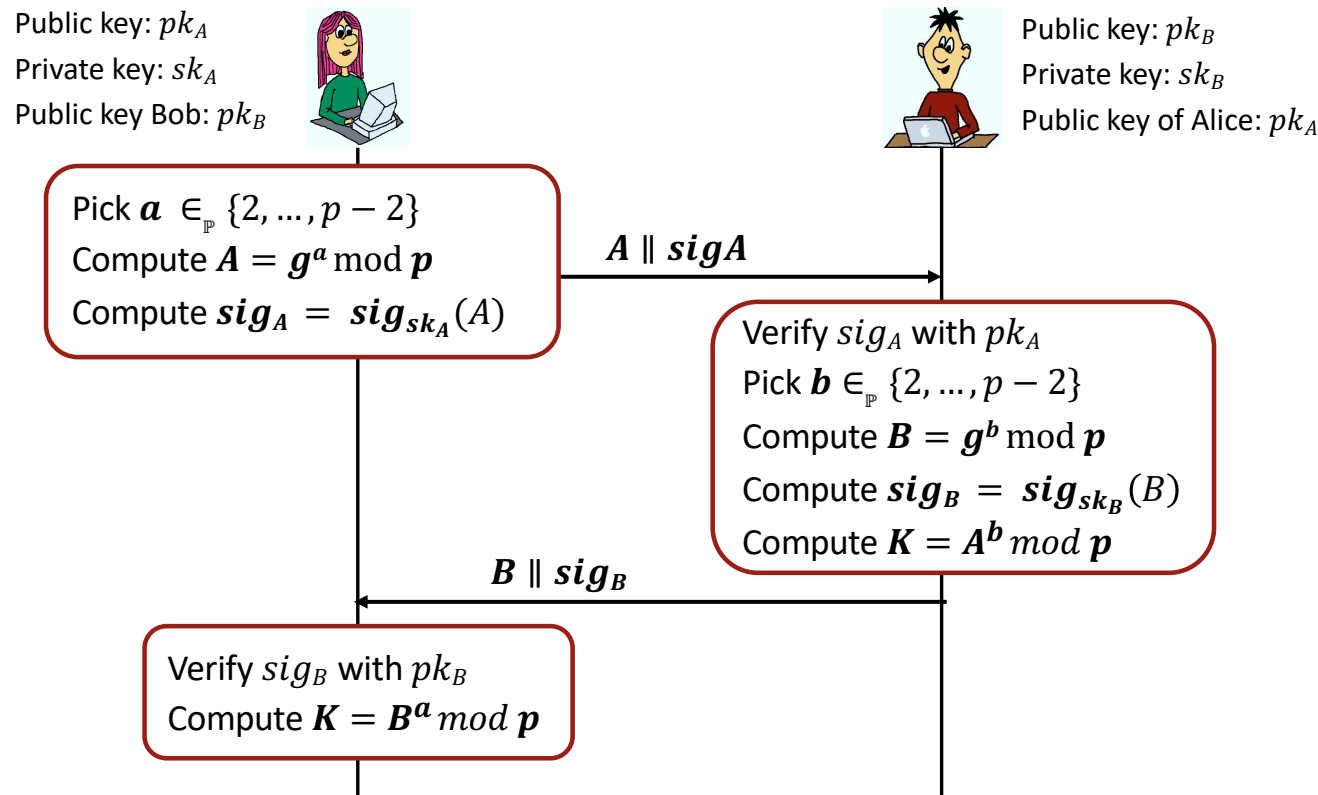 Public key: pk_A
Private key: sk_A
Public key Bob: pk_B
Public key: pk_B
Private key: sk_B
Public key of Alice: pk_A
Pick a ∈_ℙ {2, …, p − 2}
Compute A = g^a mod p
Compute sig_A = sig_{sk_A}(A)
A ∥ sigA
Verify sig_A with pk_A
Pick b ∈_ℙ {2, …, p − 2}
Compute B = g^b mod p
Compute sig_B = sig_{sk_B}(B)
Compute K = A^b mod p
B ∥ sig_B
Verify sig_B with pk_B
Compute K = B^a mod p